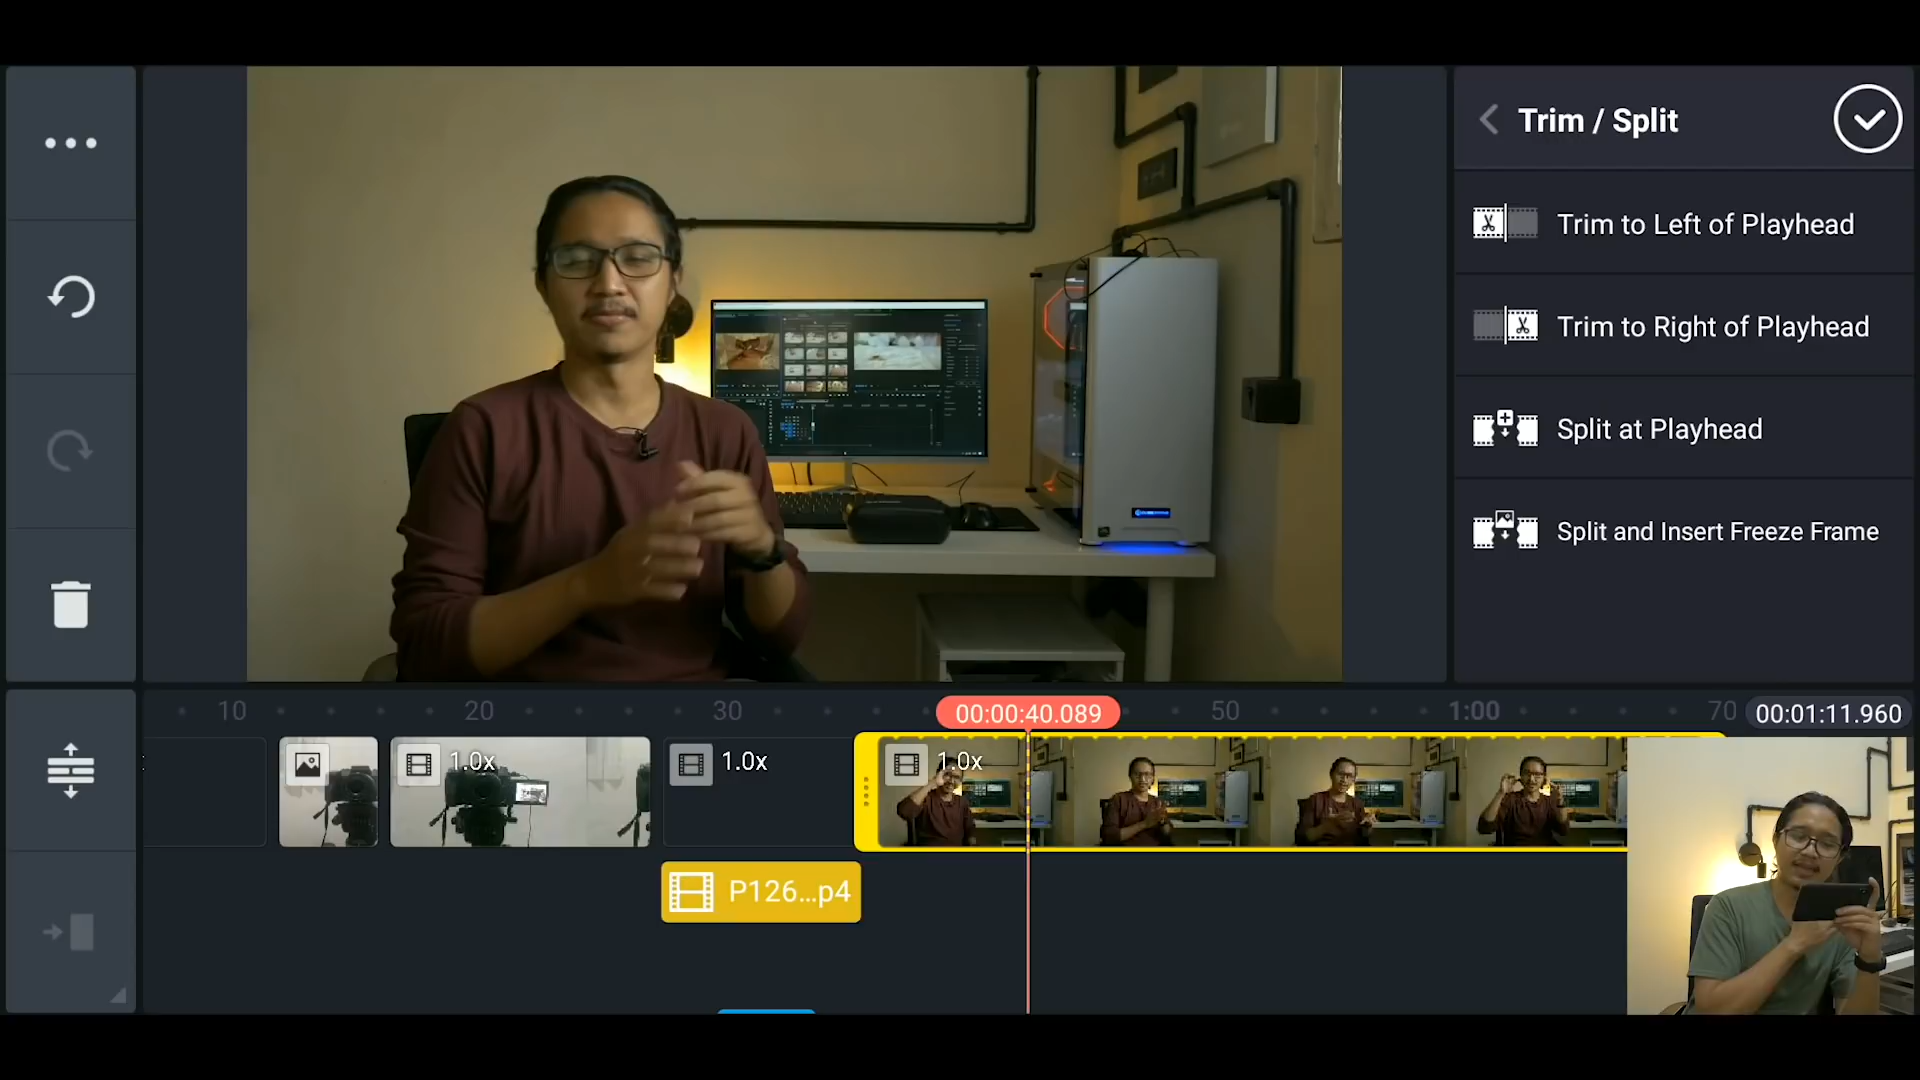 Trim / Split
Trim to Left of Playhead
Trim to Right of Playhead
Split at Playhead
Split and Insert Freeze Frame
10
20
30
00:00:40.089
50
1:00
70
00:01:11.960
1.0x
1.0x
1.0x
P126...p4